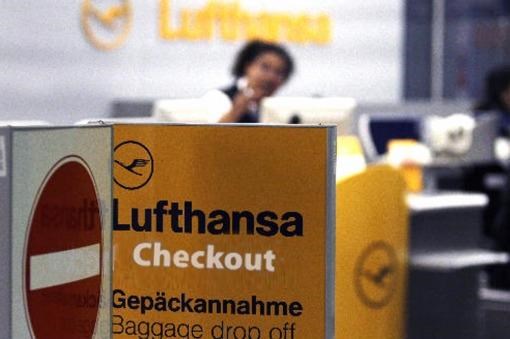 Lufthansa
Lufthansa
Checkout
Gepäckannahme
Baggage drop off